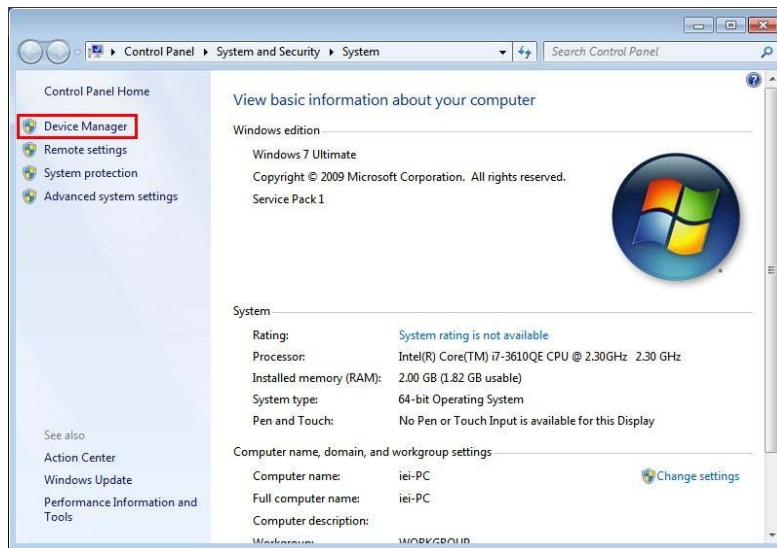 Control Panel ▸ System and Security ▸ System
Search Control Panel
Control Panel Home
Device Manager
Remote settings
System protection
Advanced system settings
See also
Action Center
Windows Update
Performance Information and
Tools
View basic information about your computer
Windows edition
Windows 7 Ultimate
Copyright © 2009 Microsoft Corporation.  All rights reserved.
Service Pack 1
System
Rating: System rating is not available
Processor: Intel(R) Core(TM) i7-3610QE CPU @ 2.30GHz  2.30 GHz
Installed memory (RAM): 2.00 GB (1.82 GB usable)
System type: 64-bit Operating System
Pen and Touch: No Pen or Touch Input is available for this Display
Computer name, domain, and workgroup settings
Computer name: iei-PC Change settings
Full computer name: iei-PC
Computer description:
Workgroup: WORKGROUP